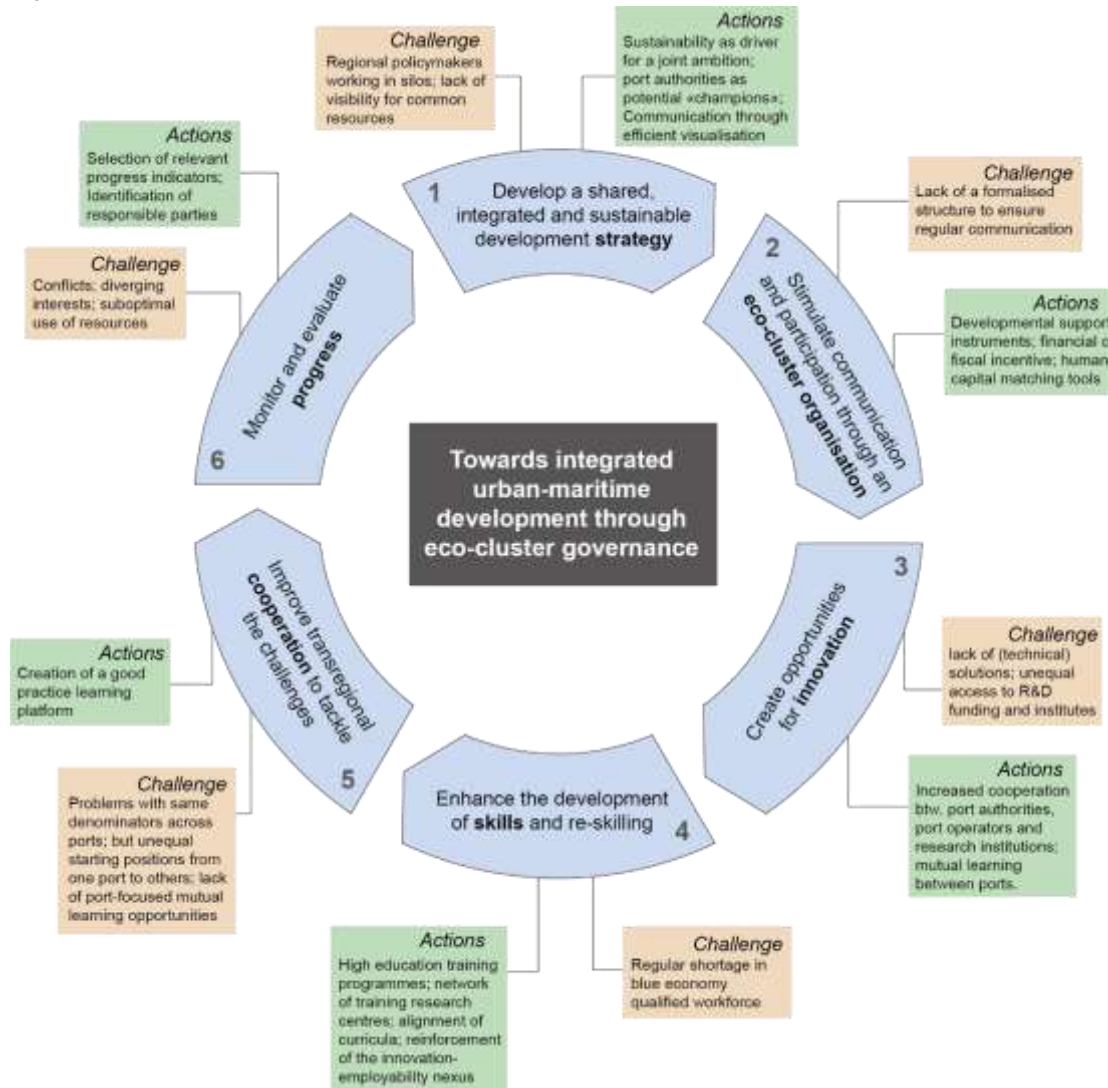 Towards integrated
urban-maritime
development through
eco-cluster governance
1
Develop a shared,
integrated and sustainable
development strategy
Challenge
Regional policymakers
working in silos; lack of
visibility for common
resources
Actions
Sustainability as driver
for a joint ambition;
port authorities as
potential «champions»;
Communication through
efficient visualisation
2
Stimulate communication
and participation through an
eco-cluster organisation
Challenge
Lack of a formalised
structure to ensure
regular communication
Actions
Developmental support
instruments; financial
fiscal incentive; human
capital matching tools
3
Create opportunities
for innovation
Challenge
lack of (technical)
solutions; unequal
access to R&D
funding and institutes
Actions
Increased cooperation
btw. port authorities,
port operators and
research institutions;
mutual learning
between ports.
4
Enhance the development
of skills and re-skilling
Challenge
Regular shortage in
blue economy
qualified workforce
Actions
High education training
programmes; network
of training research
centres; alignment of
curricula; reinforcement
of the innovation-
employability nexus
5
Improve transregional
cooperation to tackle
the challenges
Actions
Creation of a good
practice learning
platform
Challenge
Problems with same
denominators across
ports; but unequal
starting positions from
one port to others; lack
of port-focused mutual
learning opportunities
6
Monitor and evaluate
progress
Actions
Selection of relevant
progress indicators;
Identification of
responsible parties
Challenge
Conflicts; diverging
interests; suboptimal
use of resources